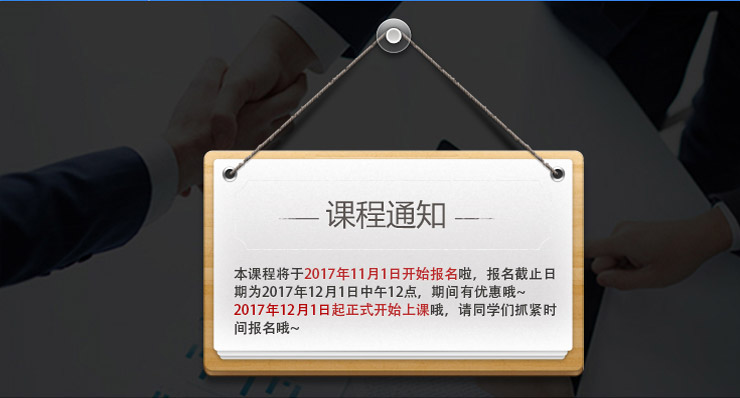 课程通知
本课程将于2017年11月1日开始报名啦，报名截止日
期为2017年12月1日中午12点，期间有优惠哦~
2017年12月1日起正式开始上课哦，请同学们抓紧时
间报名哦~